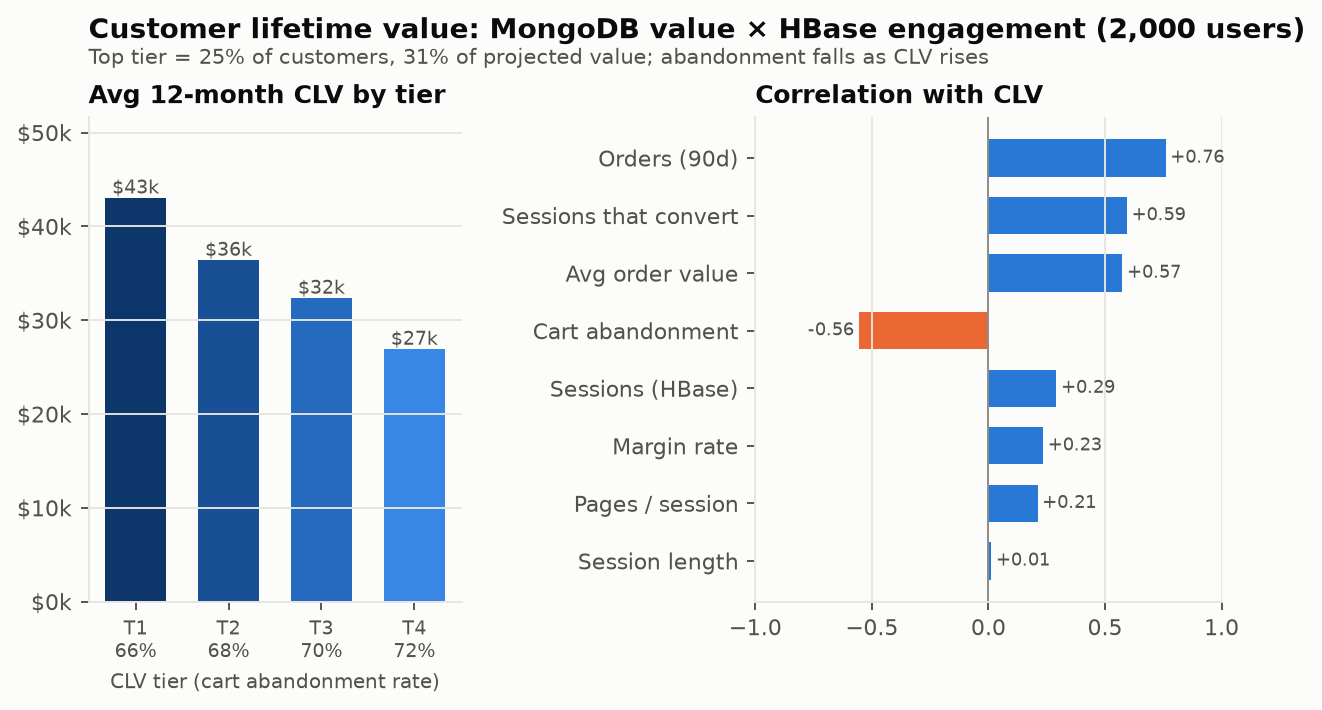 Customer lifetime value: MongoDB value × HBase engagement (2,000 users)
Top tier = 25% of customers, 31% of projected value; abandonment falls as CLV rises
Avg 12-month CLV by tier
$50k
$40k
$30k
$20k
$10k
$0k
$43k
$36k
$32k
$27k
T1
66%
T2
68%
T3
70%
T4
72%
CLV tier (cart abandonment rate)
Correlation with CLV
Orders (90d)
+0.76
Sessions that convert
+0.59
Avg order value
+0.57
Cart abandonment
-0.56
Sessions (HBase)
+0.29
Margin rate
+0.23
Pages / session
+0.21
Session length
+0.01
−1.0
−0.5
0.0
0.5
1.0